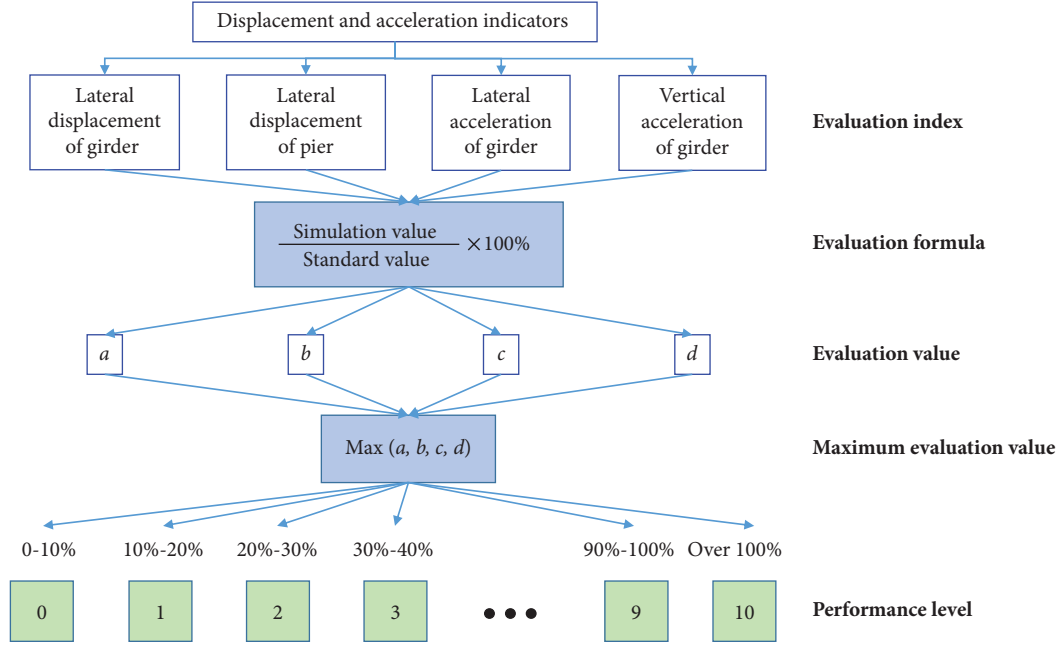 Displacement and acceleration indicators
Lateral
displacement
of girder
Lateral
displacement
of pier
Lateral
acceleration
of girder
Vertical
acceleration
of girder
Evaluation index
Simulation value
Standard value
× 100%
Evaluation formula
a
b
c
d
Evaluation value
Max (a, b, c, d)
Maximum evaluation value
0-10%
10%-20%
20%-30%
30%-40%
90%-100%
Over 100%
0
1
2
3
●●●
9
10
Performance level